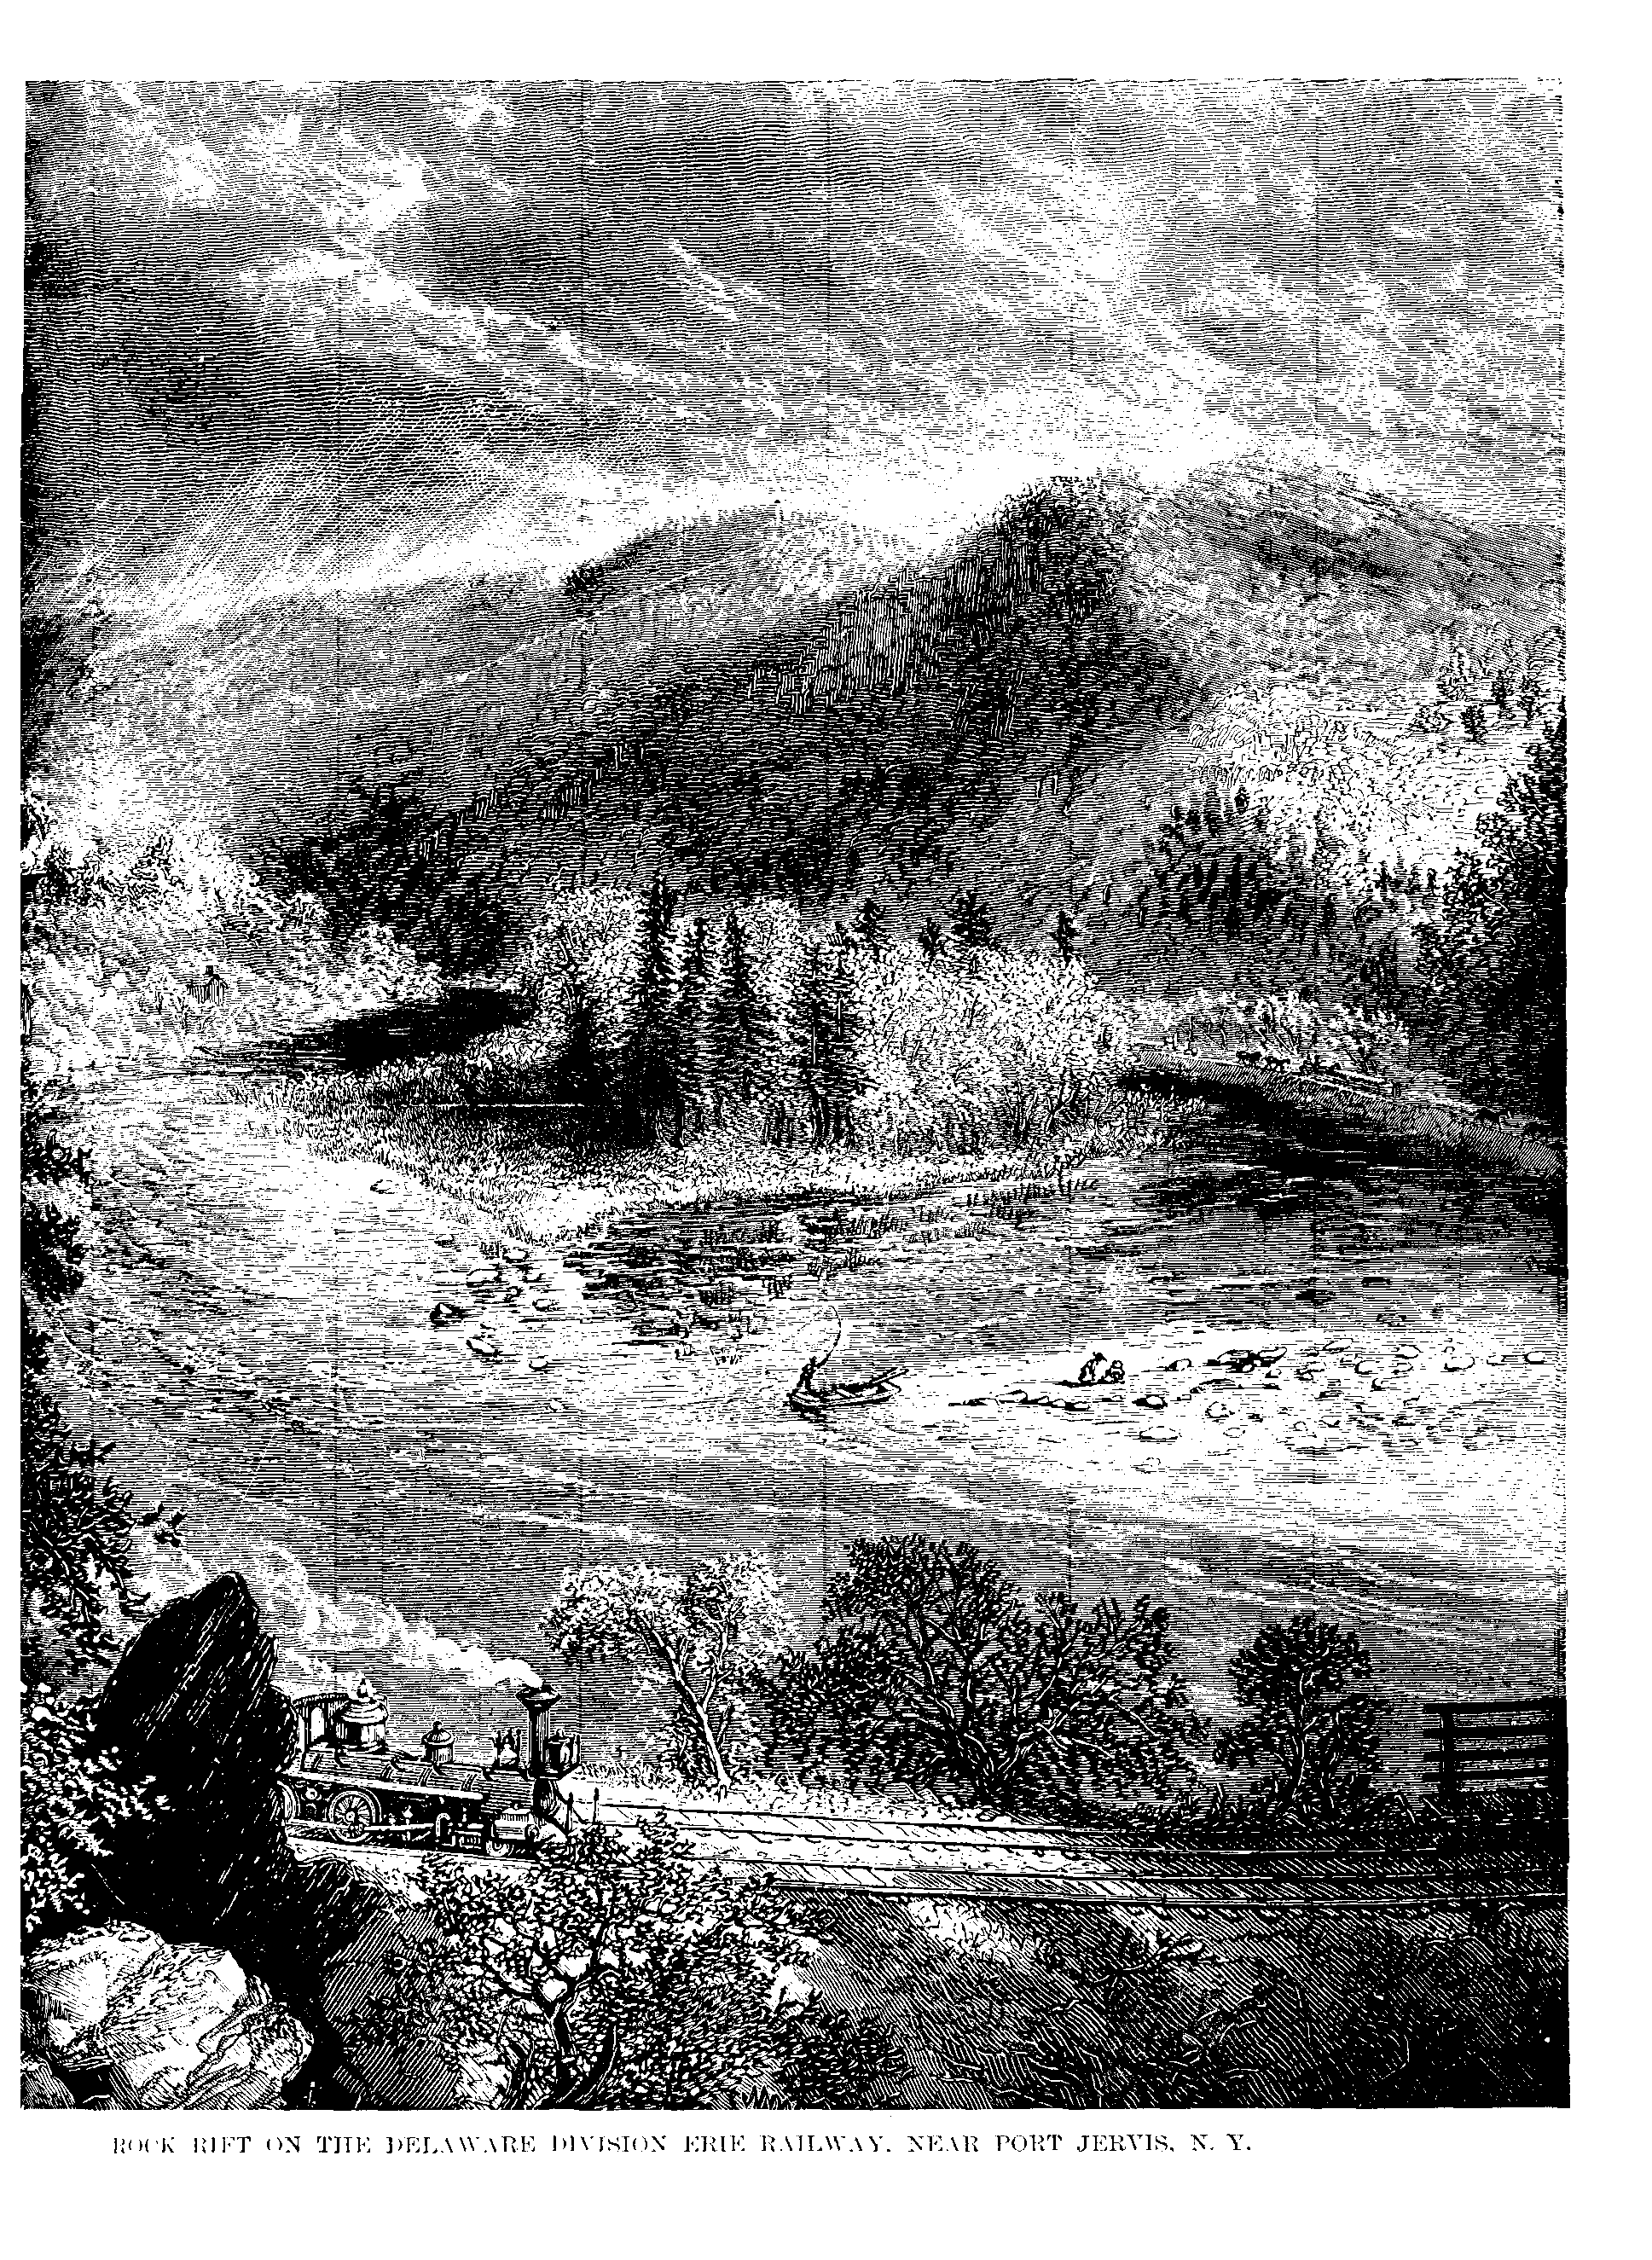 ROCK RIFT ON THE DELAWARE DIVISION ERIE RAILWAY, NEAR PORT JERVIS, N. Y.